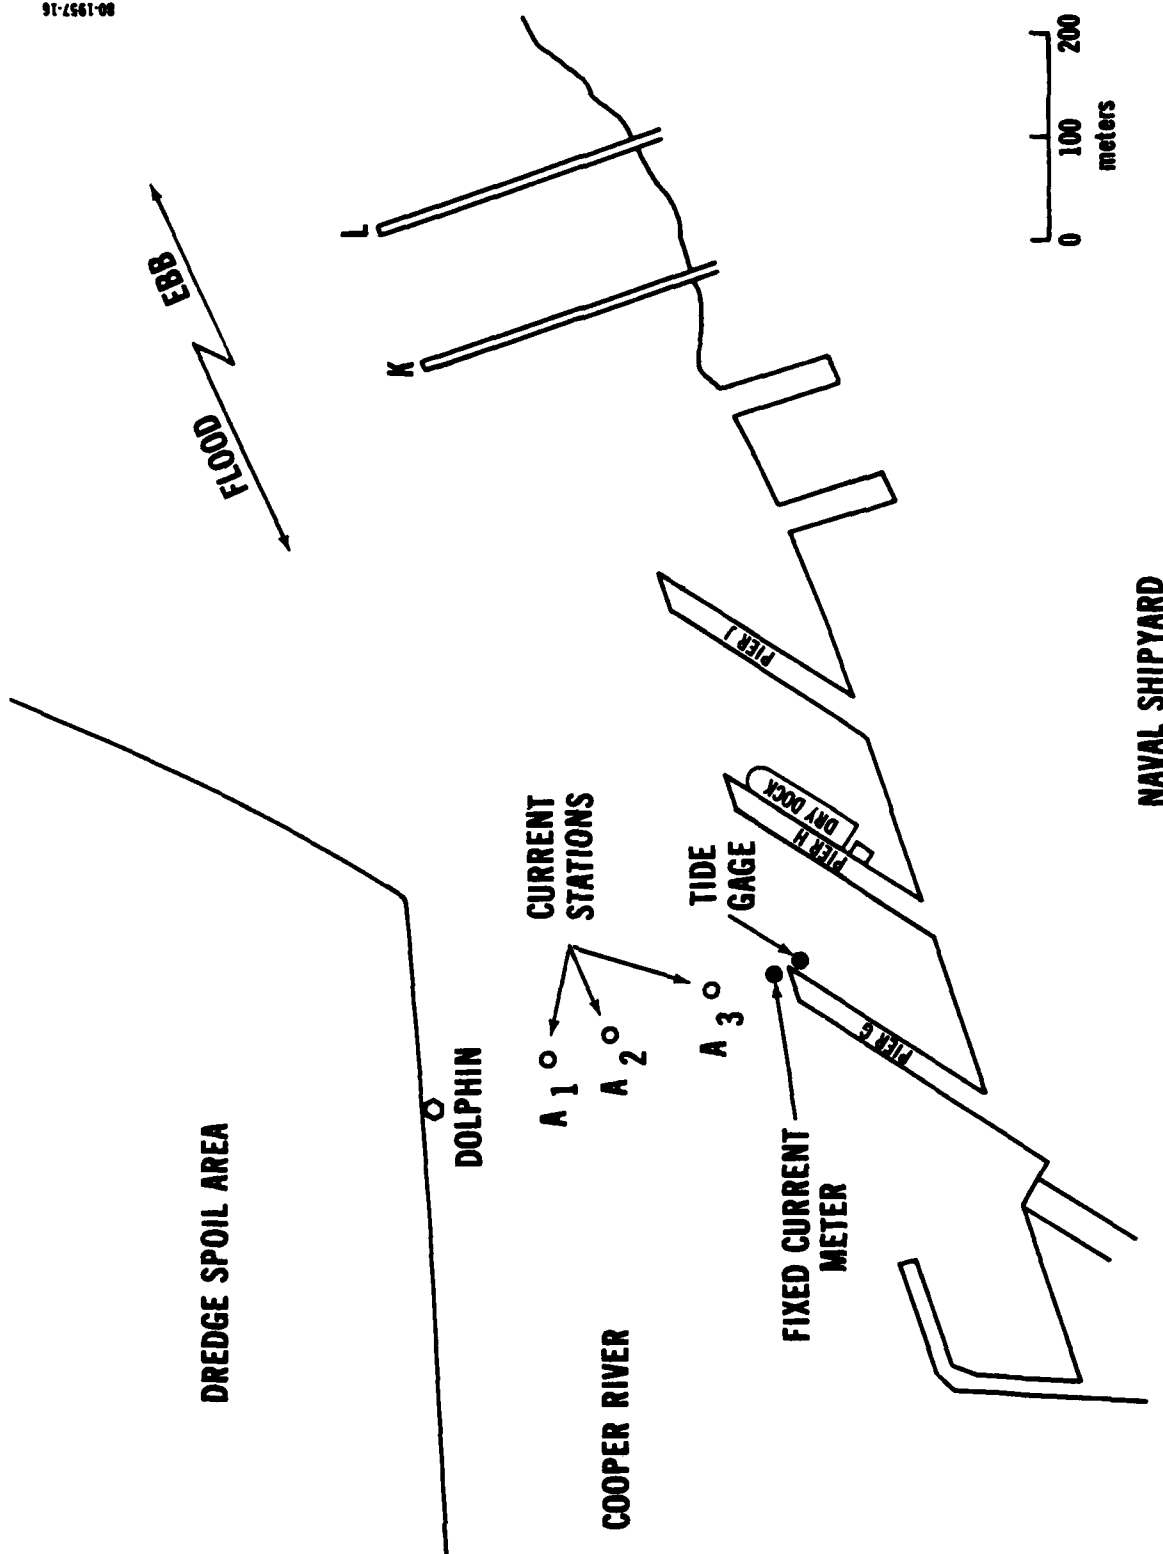 80-1957-16
DREDGE SPOIL AREA
FLOOD
EBB
DOLPHIN
CURRENT
STATIONS
L
K
A 1
A 2
A 3
COOPER RIVER
TIDE
GAGE
FIXED CURRENT
METER
PIER G
PIER H
DRY DOCK
PIER J
0 100 200
meters
NAVAL SHIPYARD